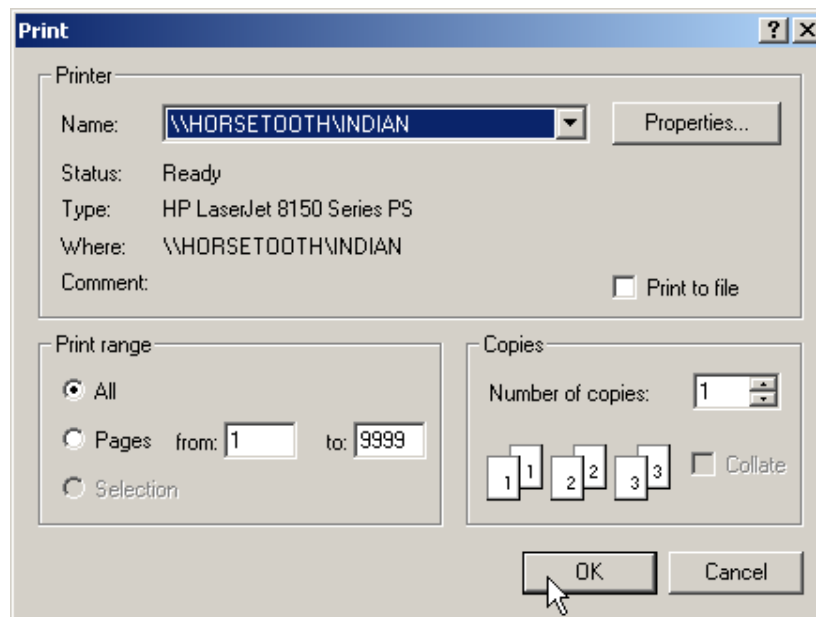 Print
Printer
Name: \\HORSETOOTH\INDIAN Properties...
Status: Ready
Type: HP LaserJet 8150 Series PS
Where: \\HORSETOOTH\INDIAN
Comment: Print to file
Print range Copies
All Number of copies: 1
Pages from: 1 to: 9999
1 1 2 2 3 3 Collate
Selection
OK Cancel